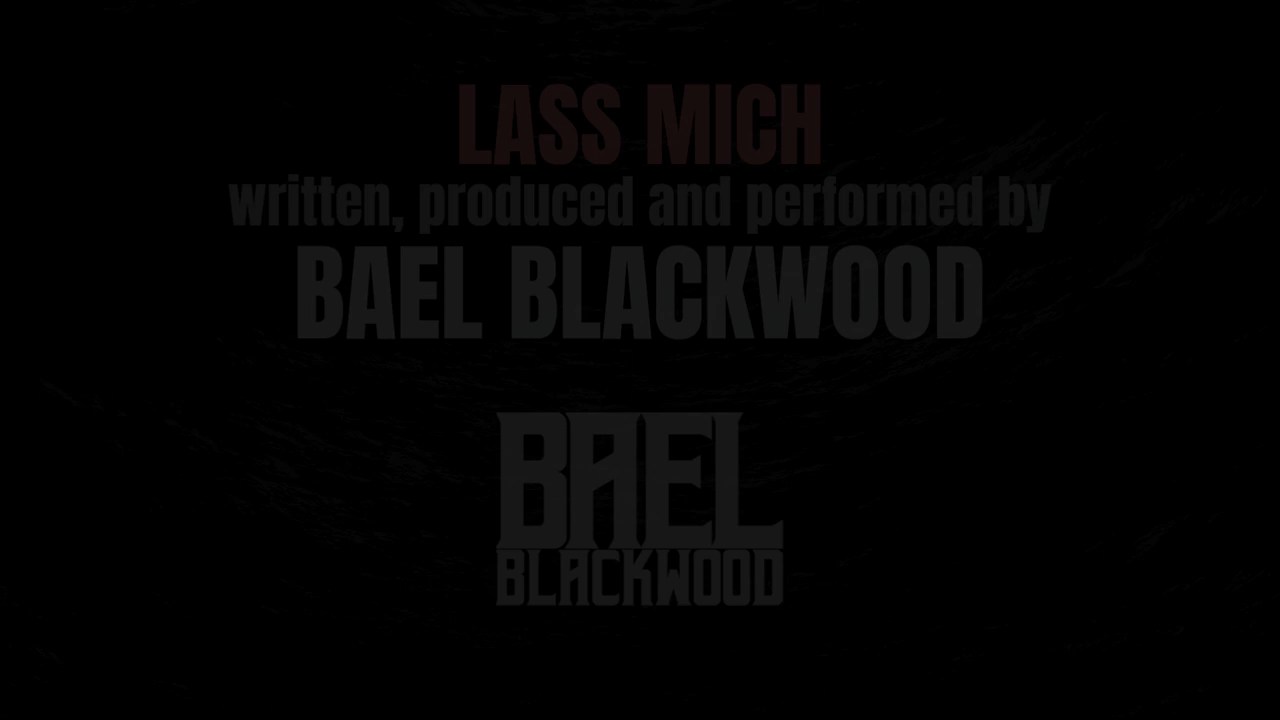 LASS MICH
written, produced and performed by
BAEL BLACKWOOD
BAEL
BLACKWOOD